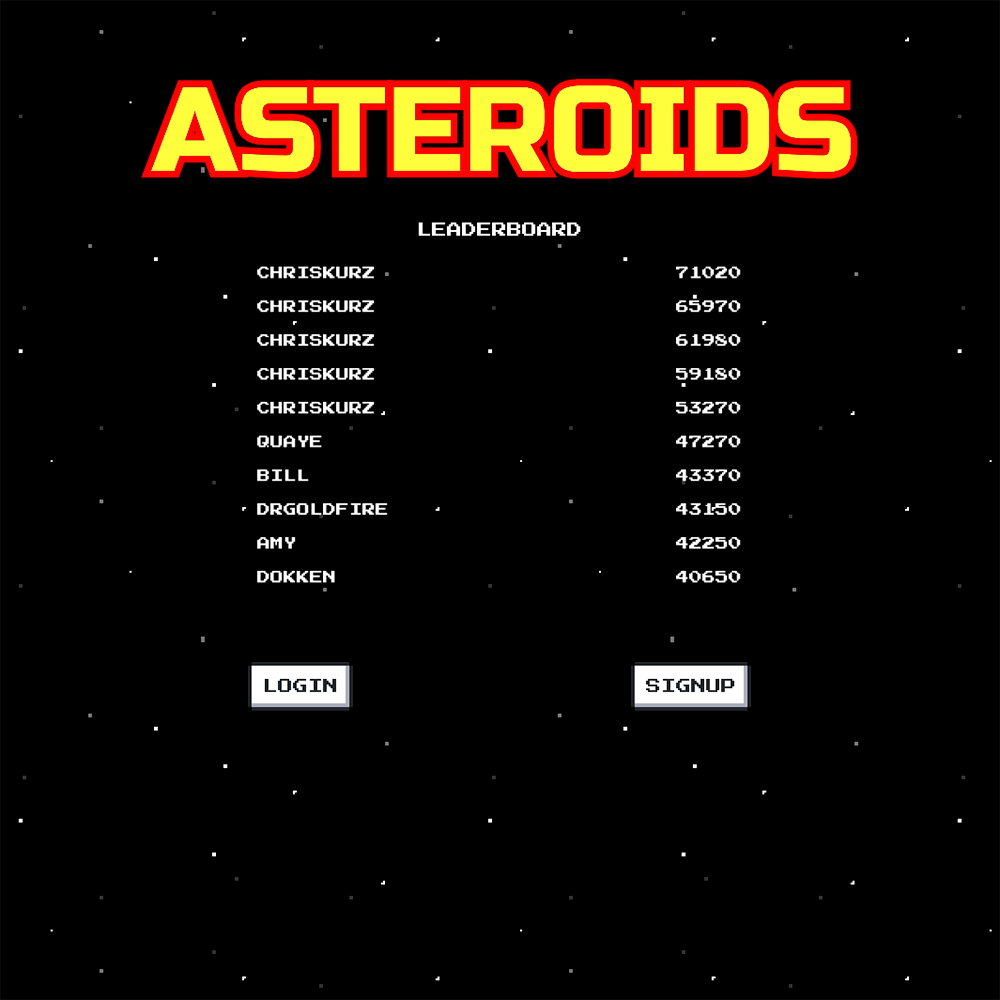 ASTEROIDS
LEADERBOARD
CHRISKURZ 71020
CHRISKURZ 65970
CHRISKURZ 61980
CHRISKURZ 59180
CHRISKURZ 53270
QUAYE 47270
BILL 43370
DRGOLDFIRE 43150
AMY 42250
DOKKEN 40650
LOGIN SIGNUP